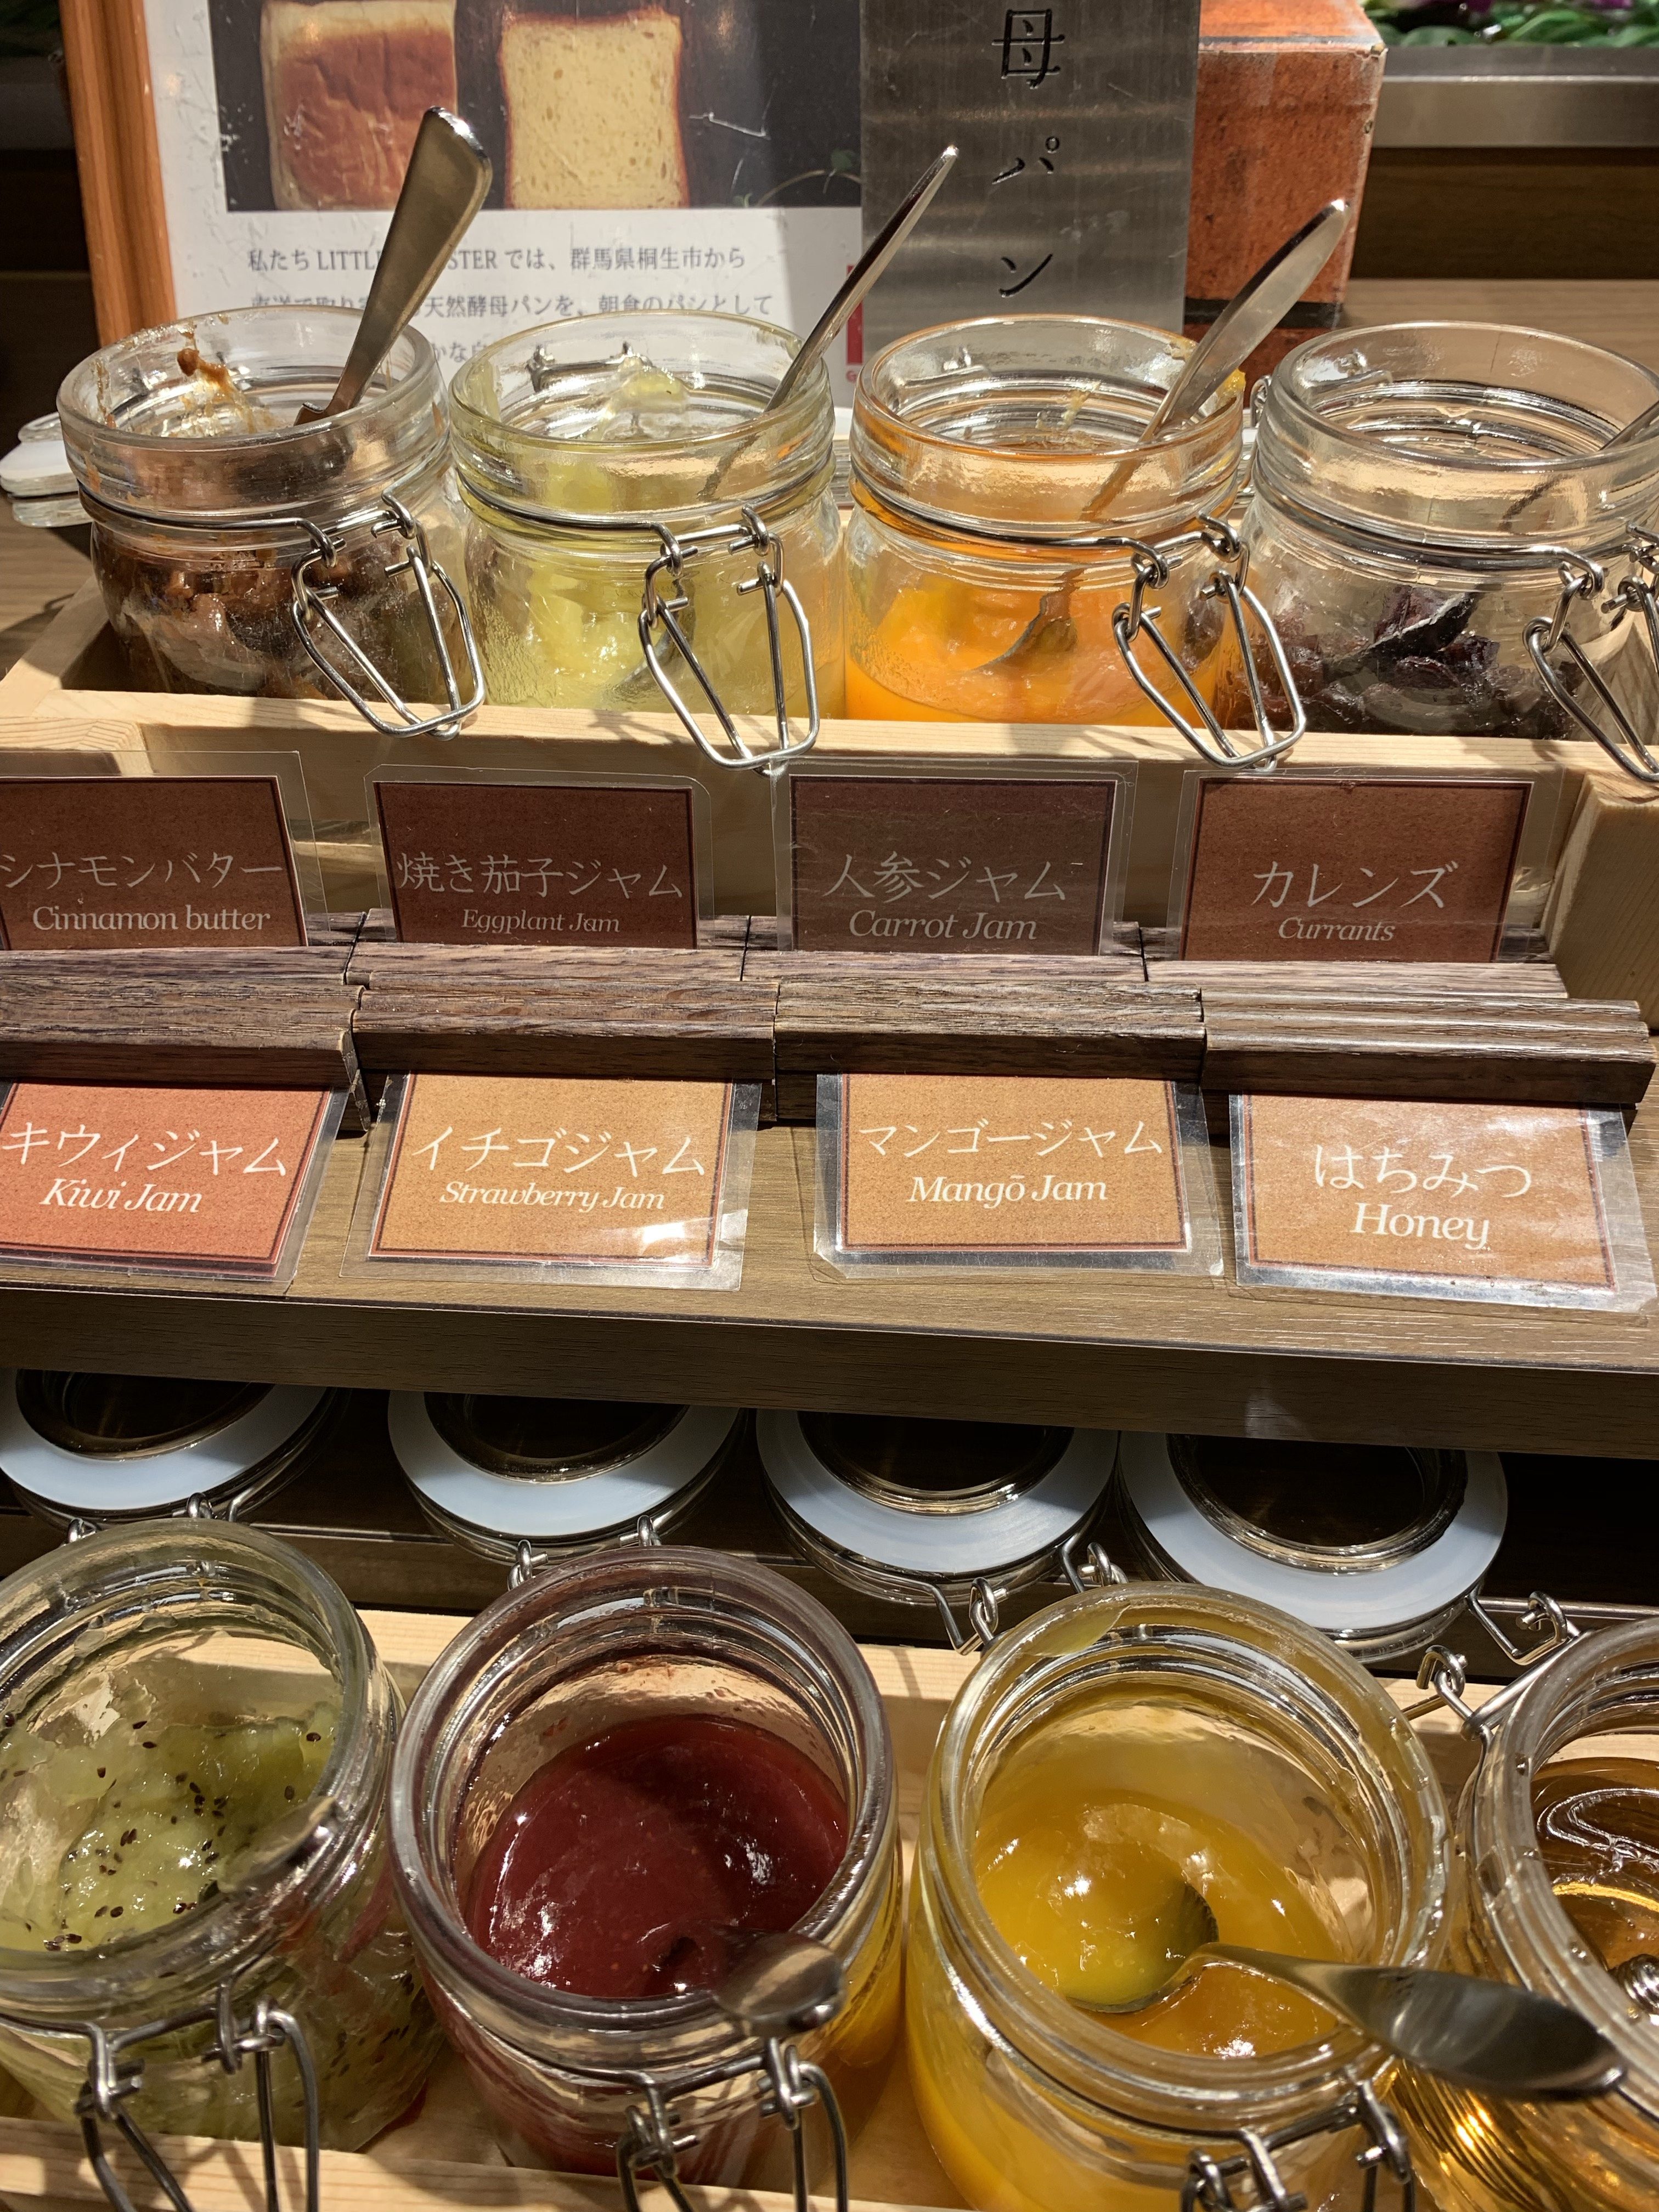 母パン
私たち LITTL STER では、群馬県桐生市から
天然酵母パンを、朝食のパンとして
かな
シナモンバター
Cinnamon butter
焼き茄子ジャム
Eggplant Jam
人参ジャム
Carrot Jam
カレンズ
Currants
キウィジャム
Kiwi Jam
イチゴジャム
Strawberry Jam
マンゴージャム
Mangō Jam
はちみつ
Honey